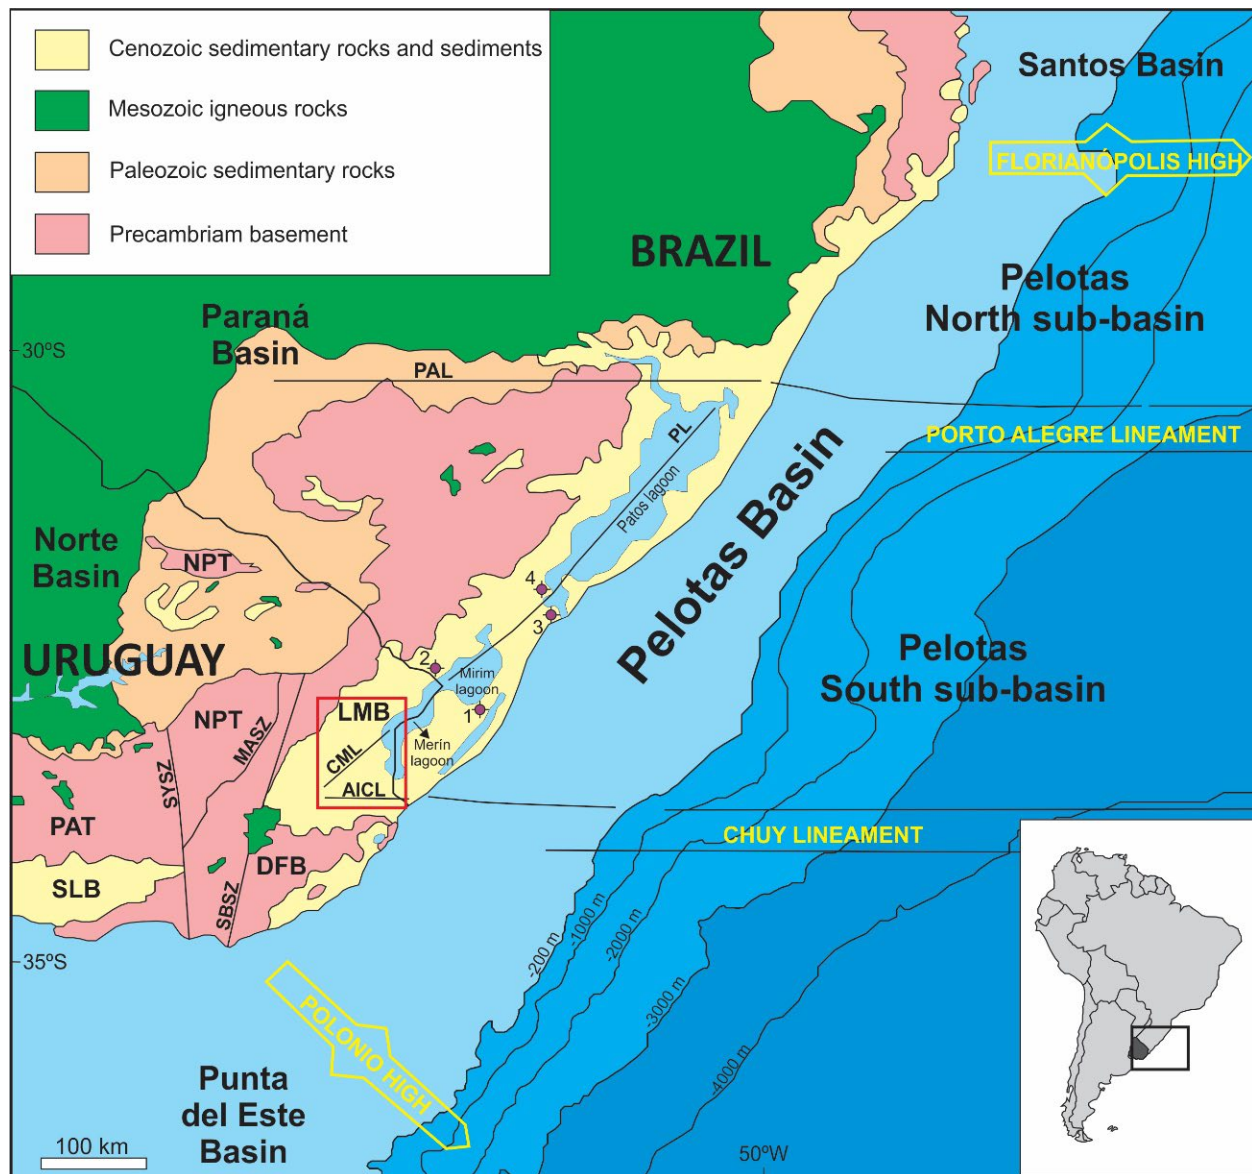 Cenozoic sedimentary rocks and sediments
Mesozoic igneous rocks
Paleozoic sedimentary rocks
Precambriam basement
Santos Basin
FLORIANÓPOLIS HIGH
BRAZIL
Pelotas
North sub-basin
Paraná
Basin
30ºS
PAL
PL
PORTO ALEGRE LINEAMENT
Patos lagoon
Pelotas Basin
Norte
Basin
NPT
4
3
URUGUAY
2
Mirim
lagoon
Pelotas
South sub-basin
NPT
MASZ
LMB
1
CML
Merín
lagoon
SYSZ
AICL
PAT
CHUY LINEAMENT
DFB
SLB
SBSZ
35ºS
-200 m
-1000 m
-2000 m
-3000 m
-4000 m
POLONIO HIGH
Punta
del Este
Basin
100 km
50ºW